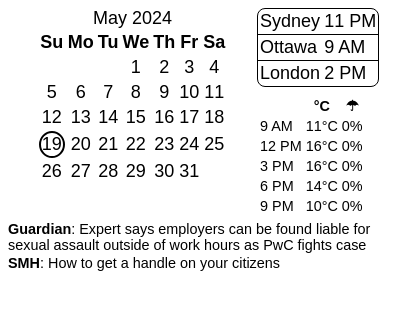 May 2024
Su Mo Tu We Th Fr Sa
1 2 3 4
5 6 7 8 9 10 11
12 13 14 15 16 17 18
19 20 21 22 23 24 25
26 27 28 29 30 31
Sydney 11 PM
Ottawa 9 AM
London 2 PM
°C ☂
9 AM 11°C 0%
12 PM 16°C 0%
3 PM 16°C 0%
6 PM 14°C 0%
9 PM 10°C 0%
Guardian: Expert says employers can be found liable for
sexual assault outside of work hours as PwC fights case
SMH: How to get a handle on your citizens